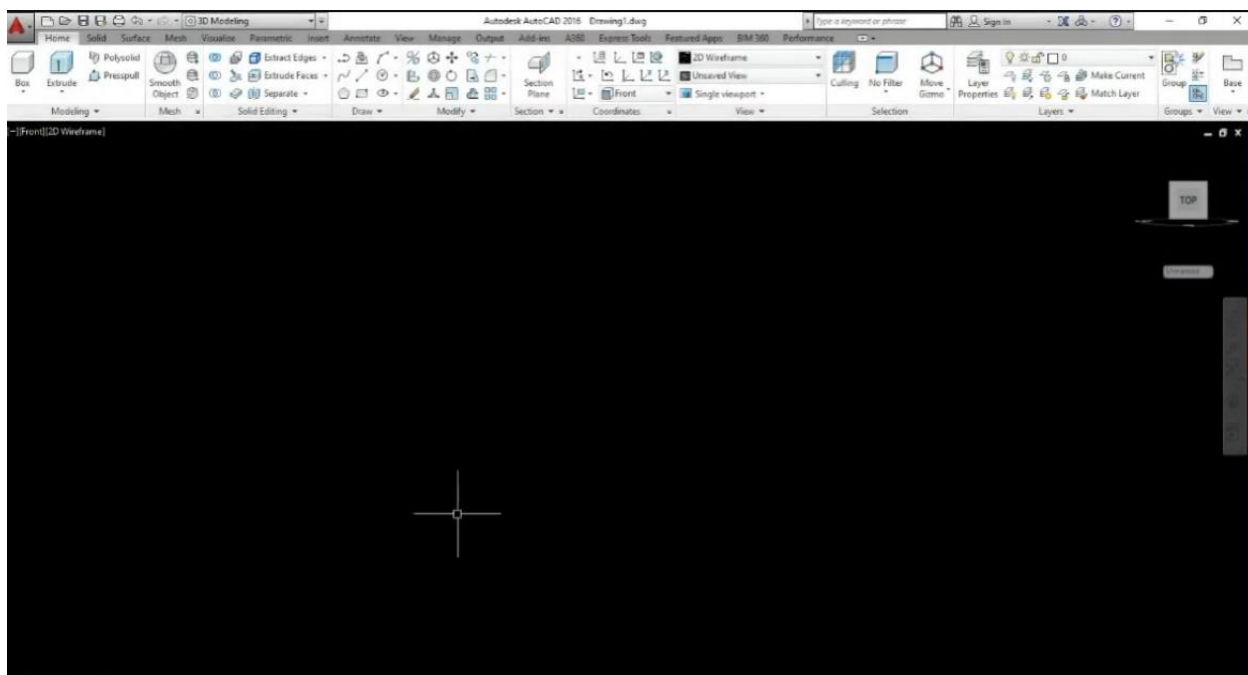 3D Modeling Autodesk AutoCAD 2016 Drawing1.dwg Type a keyword or phrase Sign In
Home Solid Surface Mesh Visualize Parametric Insert Annotate View Manage Output Add-ins A360 Express Tools Featured Apps BIM 360 Performance
Box
Extrude
Polysolid
Presspull
Modeling
Smooth
Object
Mesh
Extract Edges
Extrude Faces
Separate
Solid Editing
Draw
Modify
Section
Plane
Section
Front
Coordinates
2D Wireframe
Unsaved View
Single viewport
View
Culling
No Filter
Move
Gizmo
Selection
Layer
Properties
0
Make Current
Match Layer
Layers
Group
Groups
Base
View
[-][Front][2D Wireframe]
TOP
Unnamed